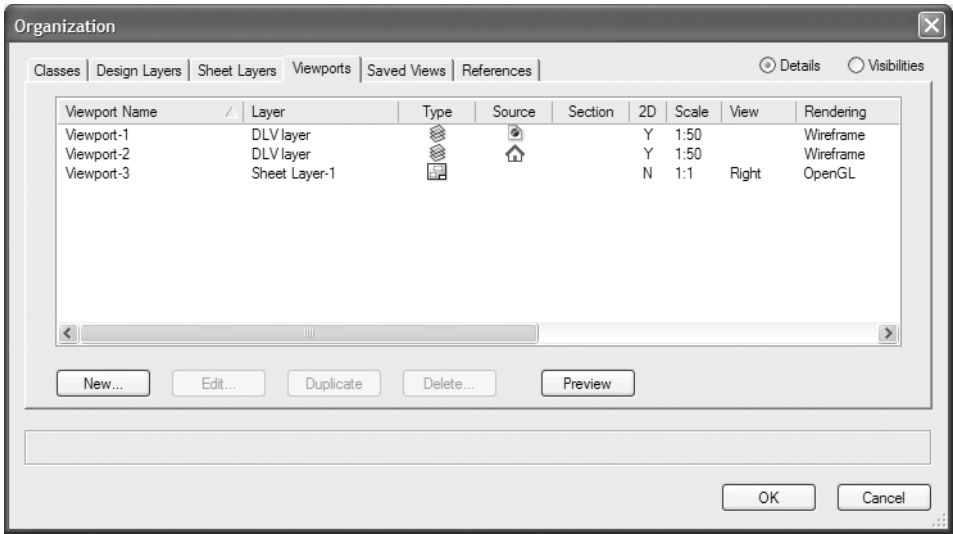 Organization
Classes Design Layers Sheet Layers Viewports Saved Views References Details Visibilities
Viewport Name Layer Type Source Section 2D Scale View Rendering
Viewport-1 DLV layer Y 1:50 Wireframe
Viewport-2 DLV layer Y 1:50 Wireframe
Viewport-3 Sheet Layer-1 N 1:1 Right OpenGL
New... Edit... Duplicate Delete... Preview
OK Cancel